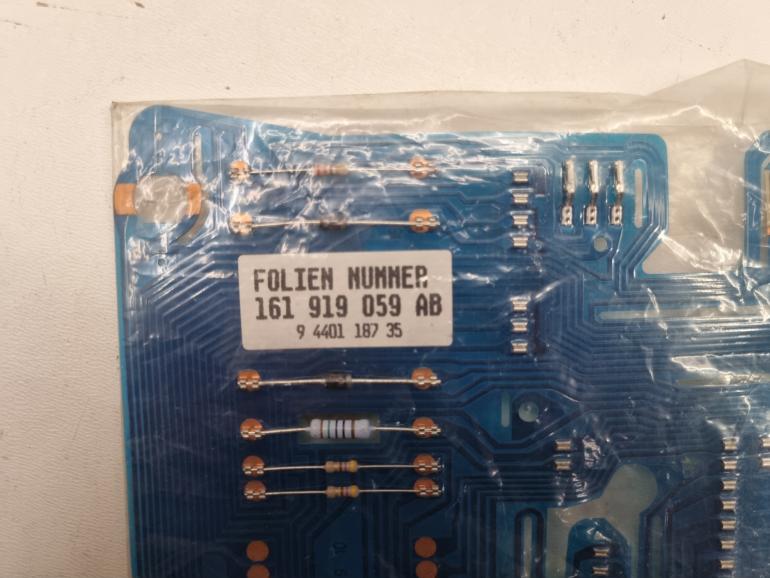 FOLIEN NUMMER
161 919 059 AB
9 4401 187 35